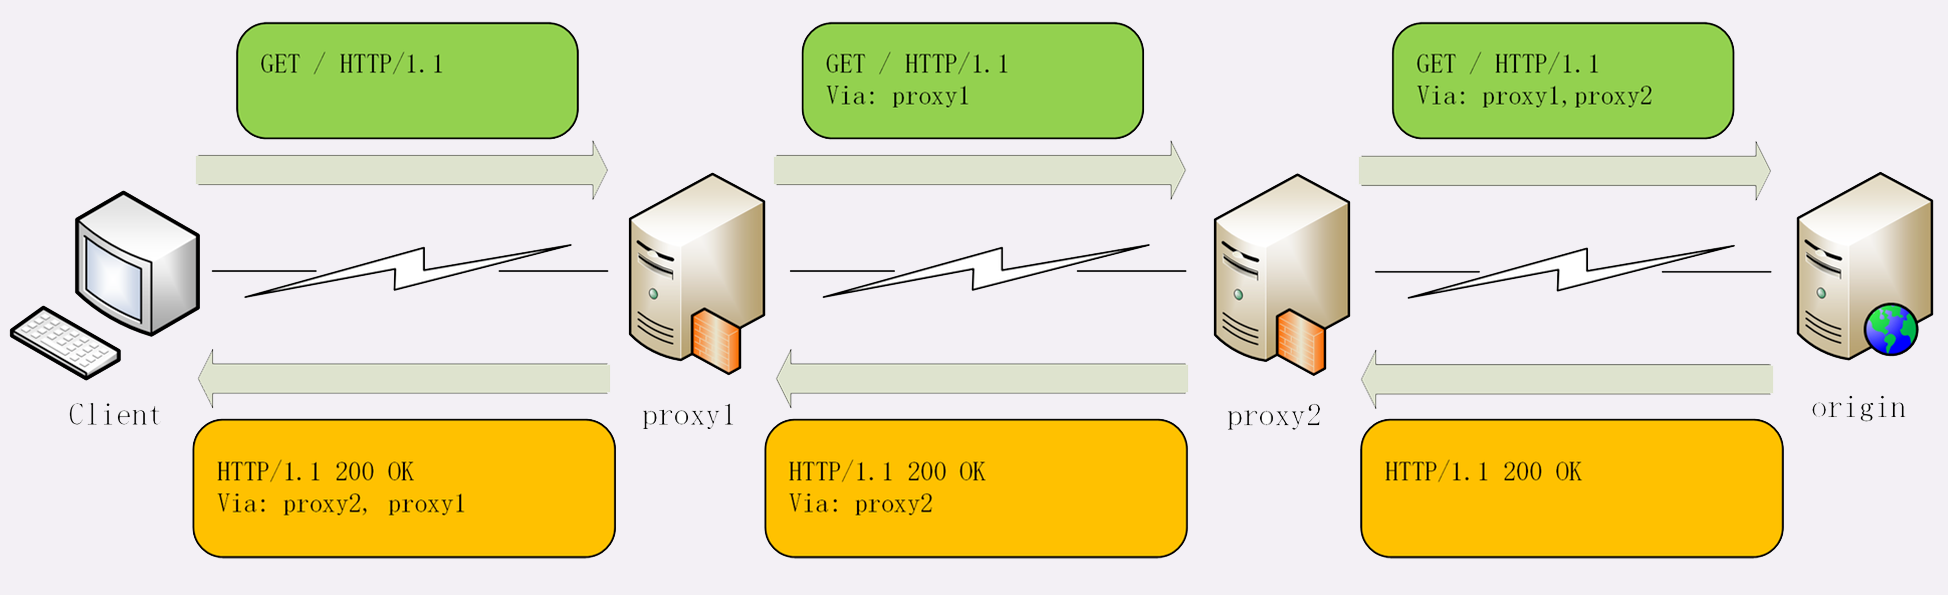 GET / HTTP/1.1
GET / HTTP/1.1
Via: proxy1
GET / HTTP/1.1
Via: proxy1,proxy2
Client
proxy1
proxy2
origin
HTTP/1.1 200 OK
Via: proxy2, proxy1
HTTP/1.1 200 OK
Via: proxy2
HTTP/1.1 200 OK